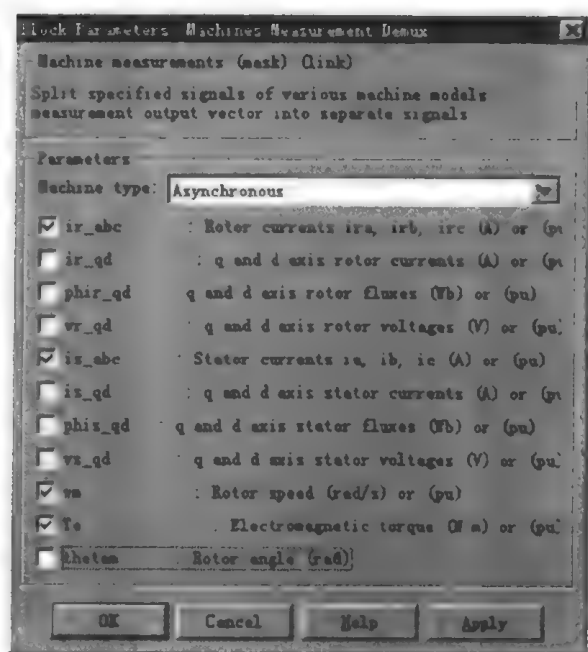 Block Parameters Machines Measurement Demux
Machine measurements (mask) (link)
Split specified signals of various machine models
measurement output vector into separate signals
Parameters
Machine type: Asynchronous
ir_abc : Rotor currents ira, irb, irc (A) or (pu
ir_qd : q and d axis rotor currents (A) or (pu
phir_qd q and d axis rotor fluxes (Wb) or (pu)
vr_qd q and d axis rotor voltages (V) or (pu)
is_abc Stator currents ia, ib, ic (A) or (pu)
is_qd : q and d axis stator currents (A) or (pu
phis_qd q and d axis stator fluxes (Wb) or (pu)
vs_qd q and d axis stator voltages (V) or (pu)
wm : Rotor speed (rad/s) or (pu)
Te : Electromagnetic torque (N m) or (pu)
thetam : Rotor angle (rad)
OK Cancel Help Apply